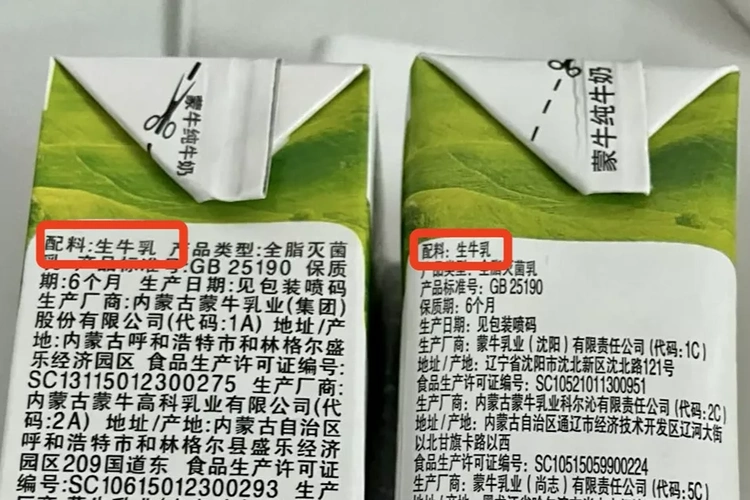 蒙牛纯牛奶
配料:生牛乳 产品类型:全脂灭菌
乳 产品标准号:GB 25190 保质
期:6个月 生产日期:见包装喷码
生产厂商:内蒙古蒙牛乳业(集团)
股份有限公司(代码:1A) 地址/产
地:内蒙古呼和浩特市和林格尔盛
乐经济园区 食品生产许可证编号:
SC13115012300275 生产厂商:
内蒙古蒙牛高科乳业有限公司(代
码:2A) 地址/产地:内蒙古自治区
呼和浩特市和林格尔县盛乐经济
园区209国道东 食品生产许可证
编号:SC10615012300293 生产
蒙牛纯牛奶
配料: 生牛乳
产品类型:全脂灭菌乳
产品标准号: GB 25190
保质期: 6个月
生产日期: 见包装喷码
生产厂商: 蒙牛乳业 (沈阳) 有限责任公司 (代码:1C)
地址/产地: 辽宁省沈阳市沈北新区沈北路121号
食品生产许可证编号: SC10521011300951
生产厂商: 内蒙古蒙牛乳业科尔沁有限责任公司 (代码:2C)
地址/产地: 内蒙古自治区通辽市经济技术开发区辽河大街
以北甘旗卡路以西
食品生产许可证编号: SC10515059900224
生产厂商: 蒙牛乳业 (尚志) 有限责任公司 (代码:5C)